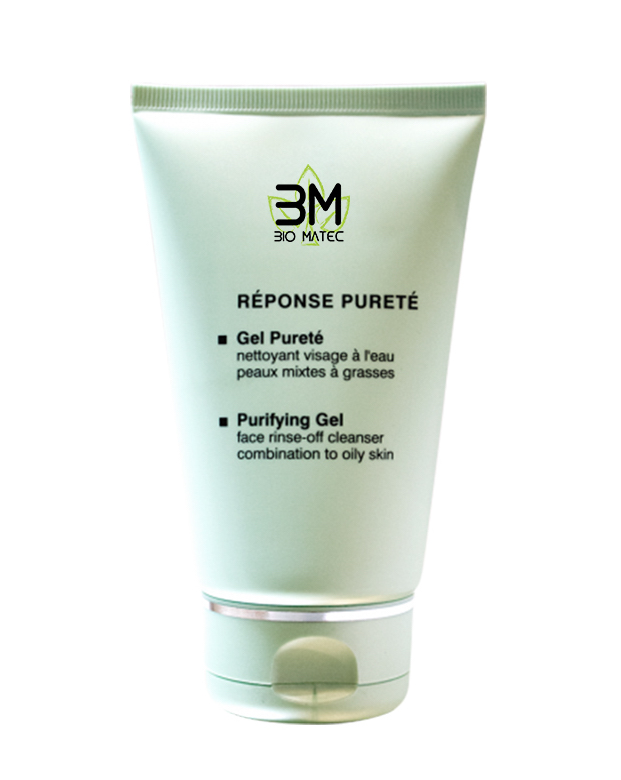 BM
BIO MATEC
RÉPONSE PURETÉ
■ Gel Pureté
nettoyant visage à l'eau
peaux mixtes à grasses
■ Purifying Gel
face rinse-off cleanser
combination to oily skin